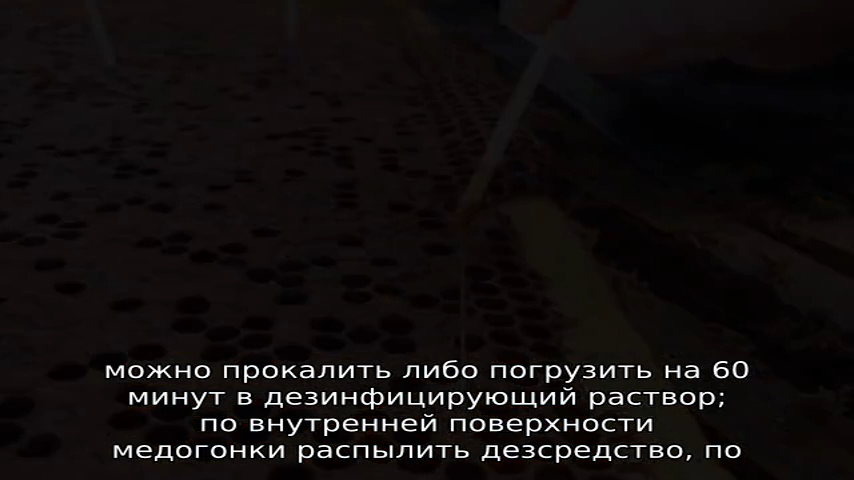 можно прокалить либо погрузить на 60
минут в дезинфицирующий раствор;
по внутренней поверхности
медогонки распылить дезсредство, по